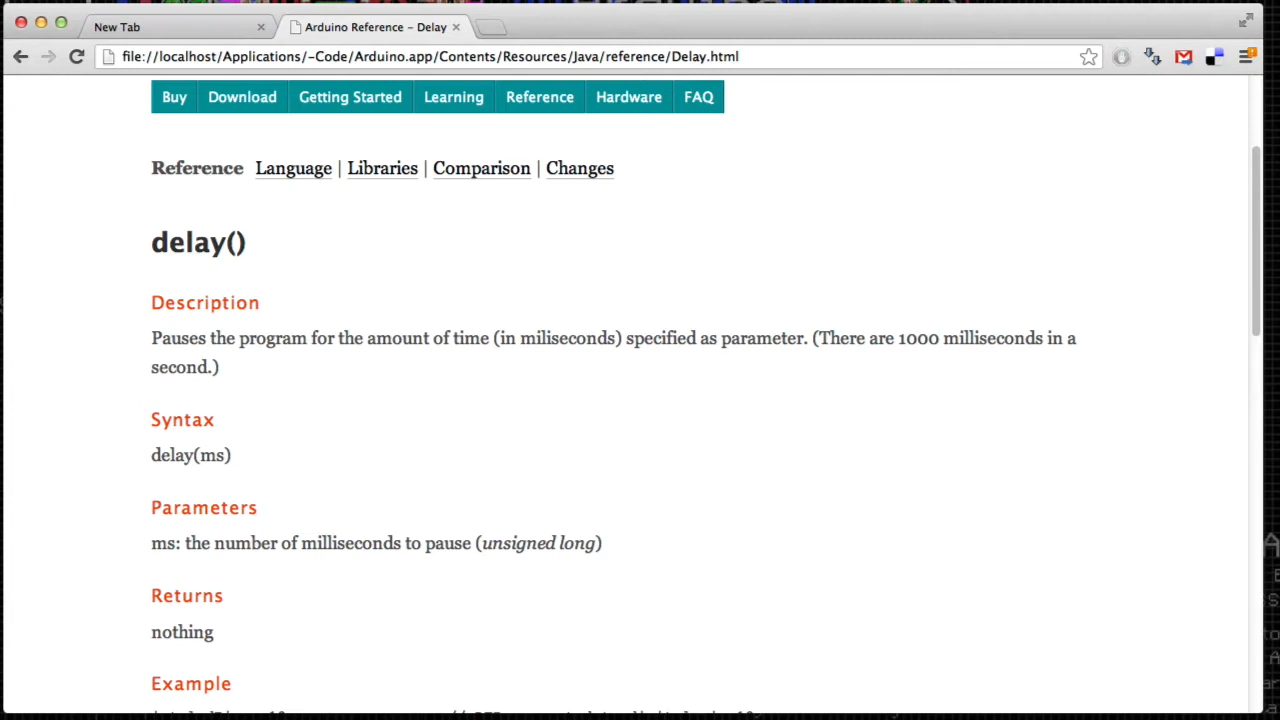 New Tab
Arduino Reference - Delay
file://localhost/Applications/-Code/Arduino.app/Contents/Resources/Java/reference/Delay.html
Buy Download Getting Started Learning Reference Hardware FAQ
Reference Language | Libraries | Comparison | Changes
delay()
Description
Pauses the program for the amount of time (in miliseconds) specified as parameter. (There are 1000 milliseconds in a
second.)
Syntax
delay(ms)
Parameters
ms: the number of milliseconds to pause (unsigned long)
Returns
nothing
Example